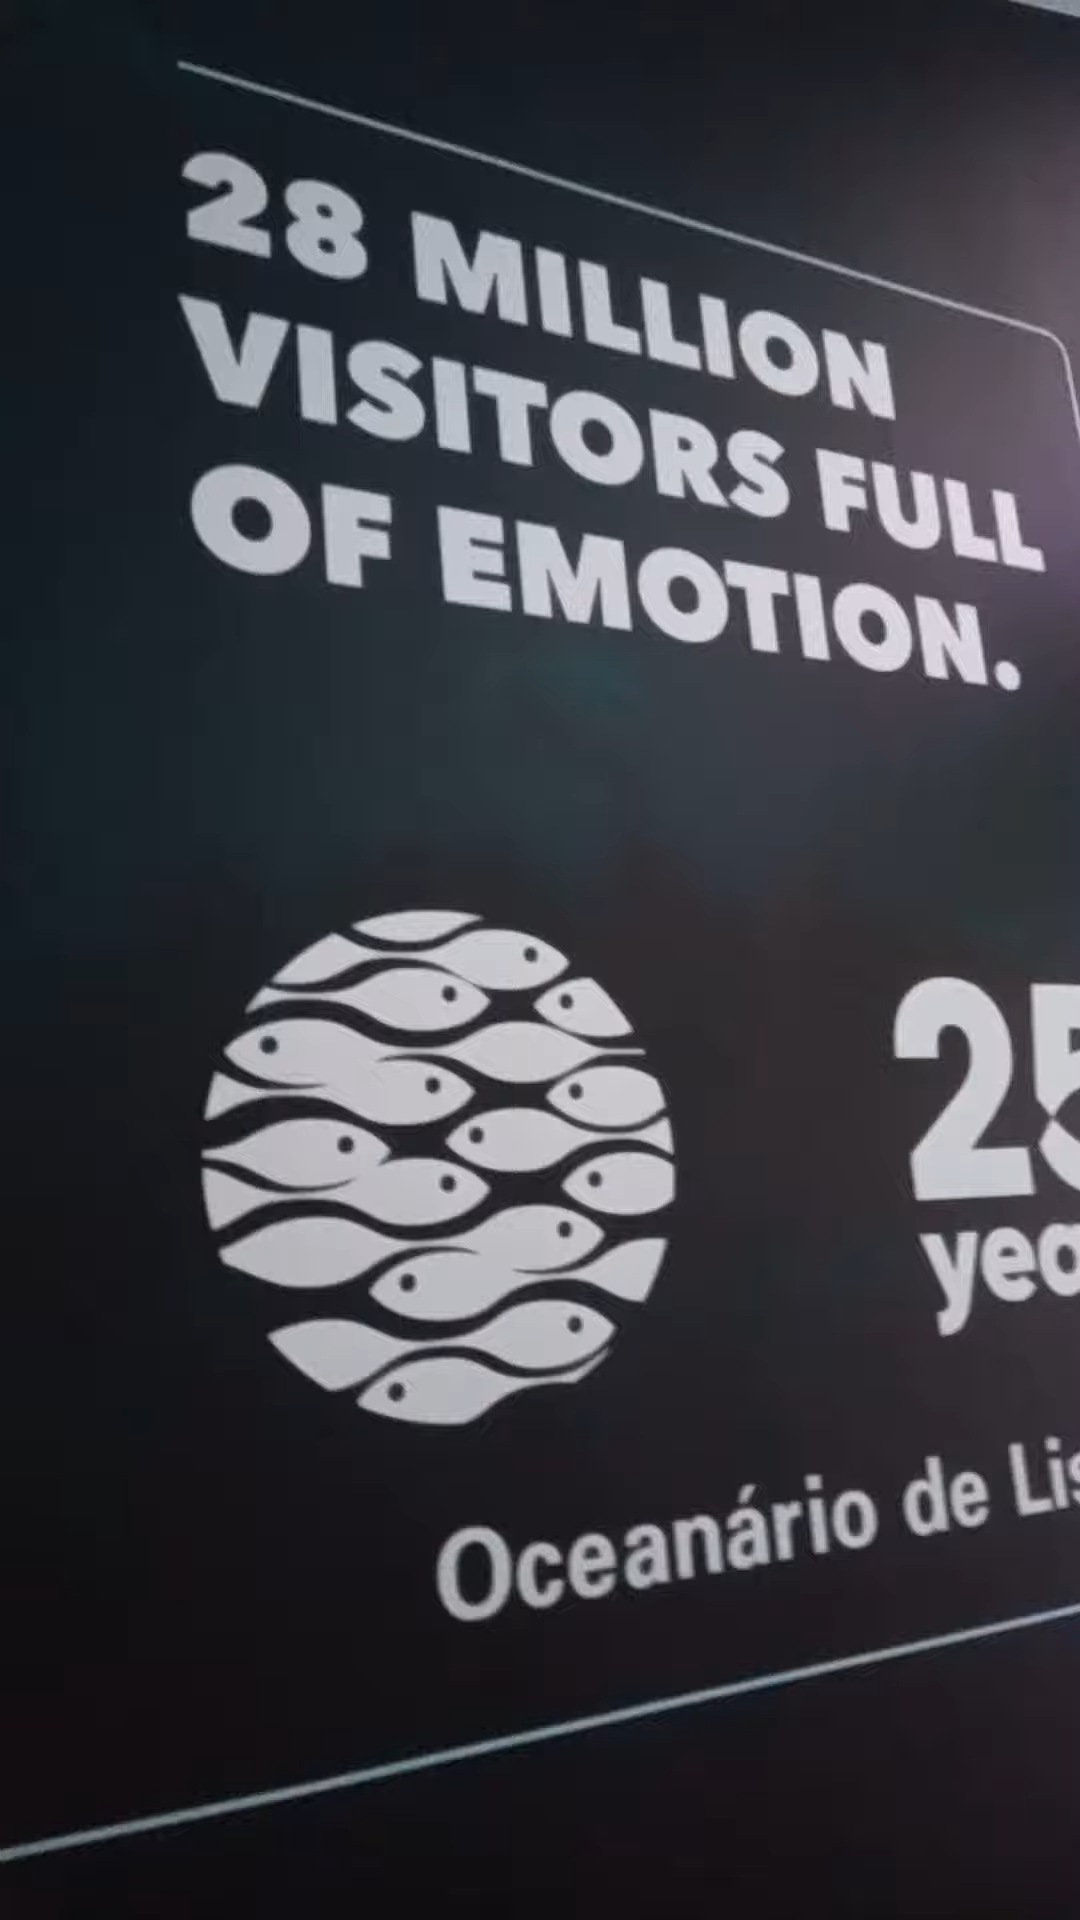 28 MILLION
VISITORS FULL
OF EMOTION.
25
yea
Oceanário de Lis